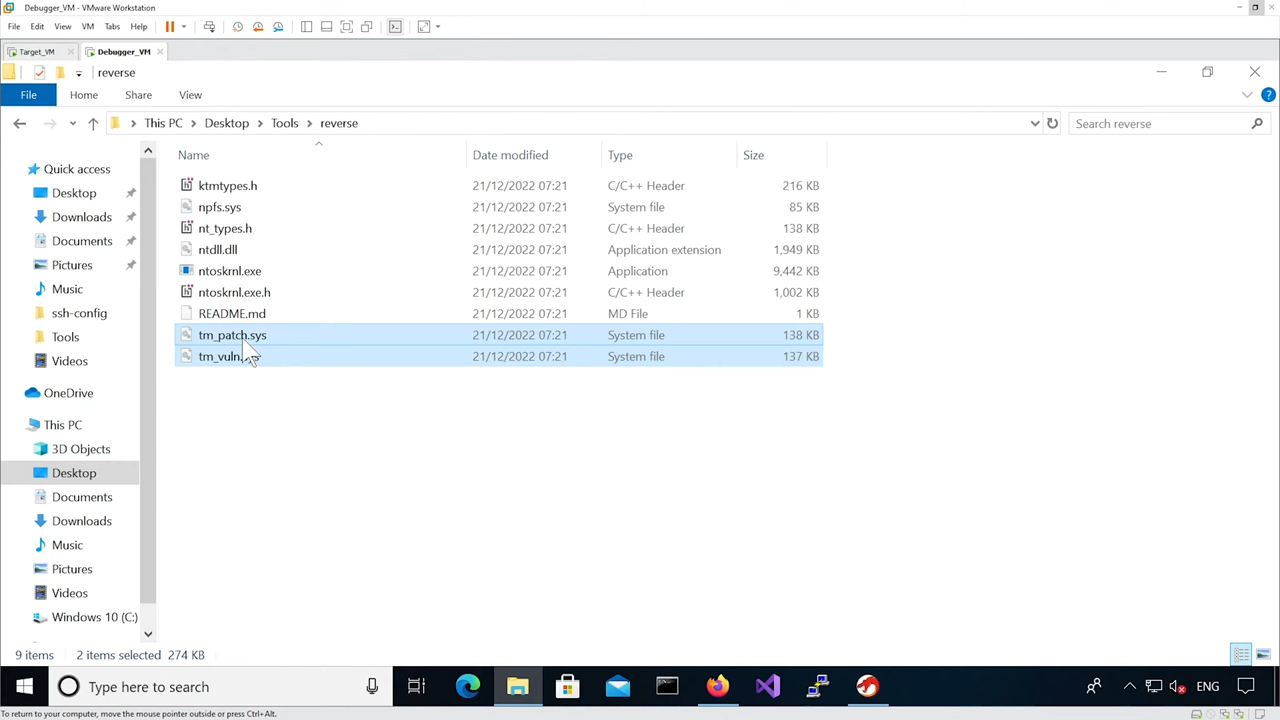 Debugger_VM - VMware Workstation
File Edit View VM Tabs Help
Target_VM Debugger_VM
reverse
File Home Share View
This PC Desktop Tools reverse
Search reverse
Name Date modified Type Size
Quick access
Desktop
Downloads
Documents
Pictures
Music
ssh-config
Tools
Videos
OneDrive
This PC
3D Objects
Desktop
Documents
Downloads
Music
Pictures
Videos
Windows 10 (C:)
ktmtypes.h 21/12/2022 07:21 C/C++ Header 216 KB
npfs.sys 21/12/2022 07:21 System file 85 KB
nt_types.h 21/12/2022 07:21 C/C++ Header 138 KB
ntdll.dll 21/12/2022 07:21 Application extension 1,949 KB
ntoskrnl.exe 21/12/2022 07:21 Application 9,442 KB
ntoskrnl.exe.h 21/12/2022 07:21 C/C++ Header 1,002 KB
README.md 21/12/2022 07:21 MD File 1 KB
tm_patch.sys 21/12/2022 07:21 System file 138 KB
tm_vuln.sys 21/12/2022 07:21 System file 137 KB
9 items 2 items selected 274 KB
Type here to search
ENG
To return to your computer, move the mouse pointer outside or press Ctrl+Alt.